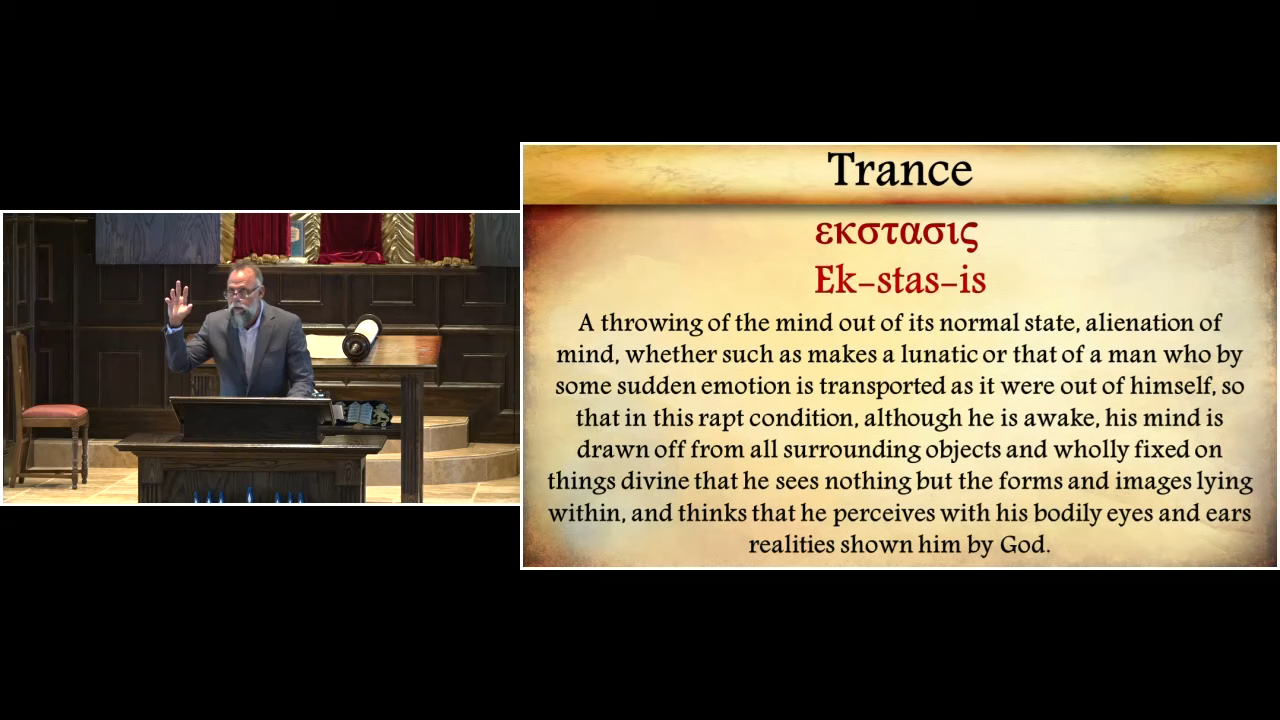 Trance
εκστασις
Ek-stas-is
A throwing of the mind out of its normal state, alienation of
mind, whether such as makes a lunatic or that of a man who by
some sudden emotion is transported as it were out of himself, so
that in this rapt condition, although he is awake, his mind is
drawn off from all surrounding objects and wholly fixed on
things divine that he sees nothing but the forms and images lying
within, and thinks that he perceives with his bodily eyes and ears
realities shown him by God.